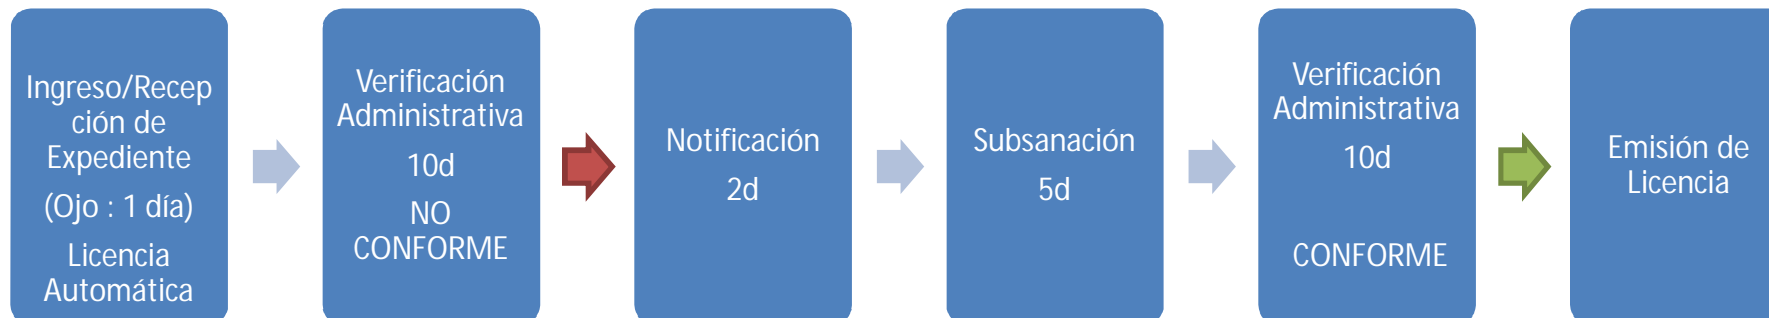 Ingreso/Recep
ción de
Expediente
(Ojo : 1 día)
Licencia
Automática
Verificación
Administrativa
10d
NO
CONFORME
Notificación
2d
Subsanación
5d
Verificación
Administrativa
10d
CONFORME
Emisión de
Licencia